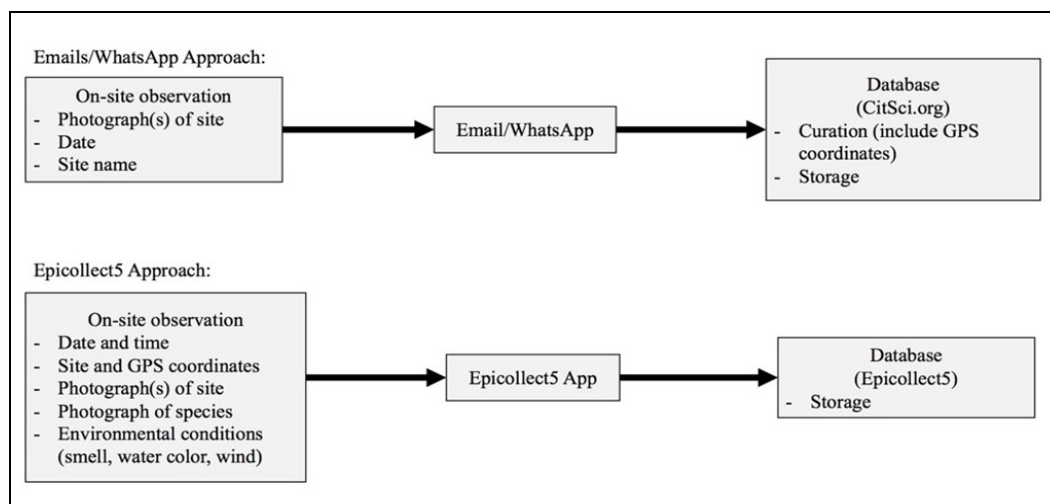 Emails/WhatsApp Approach:
On-site observation
- Photograph(s) of site
- Date
- Site name
Email/WhatsApp
Database
(CitSci.org)
- Curation (include GPS
coordinates)
- Storage
Epicollect5 Approach:
On-site observation
- Date and time
- Site and GPS coordinates
- Photograph(s) of site
- Photograph of species
- Environmental conditions
(smell, water color, wind)
Epicollect5 App
Database
(Epicollect5)
- Storage